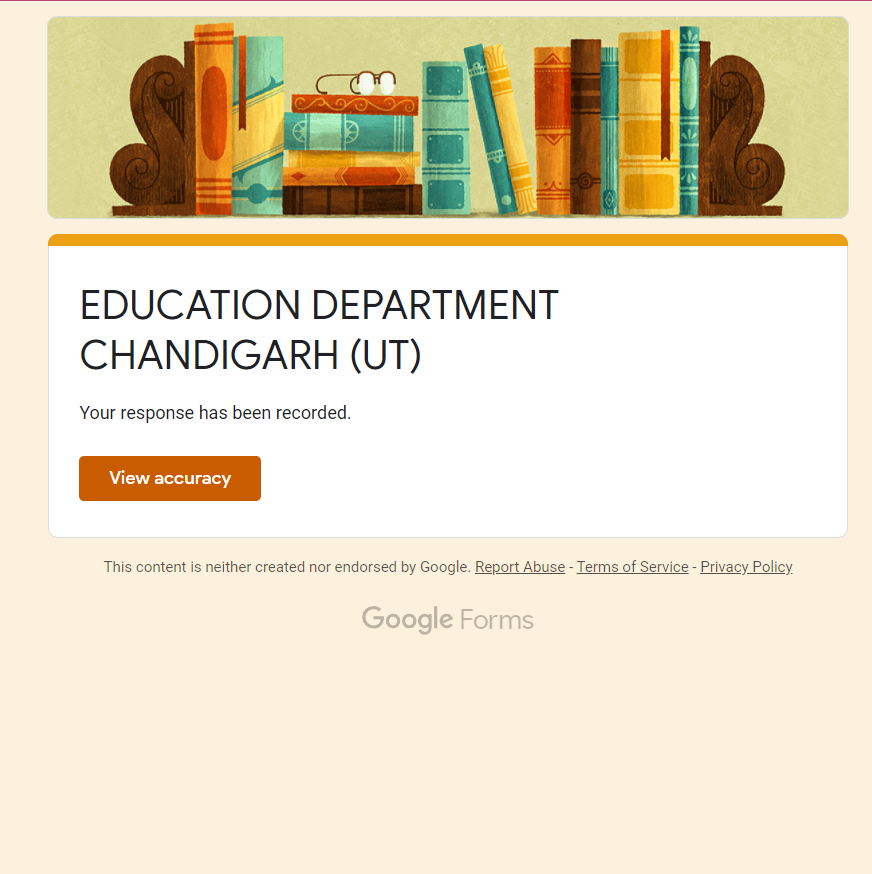 EDUCATION DEPARTMENT
CHANDIGARH (UT)
Your response has been recorded.
View accuracy
This content is neither created nor endorsed by Google. Report Abuse - Terms of Service - Privacy Policy
Google Forms